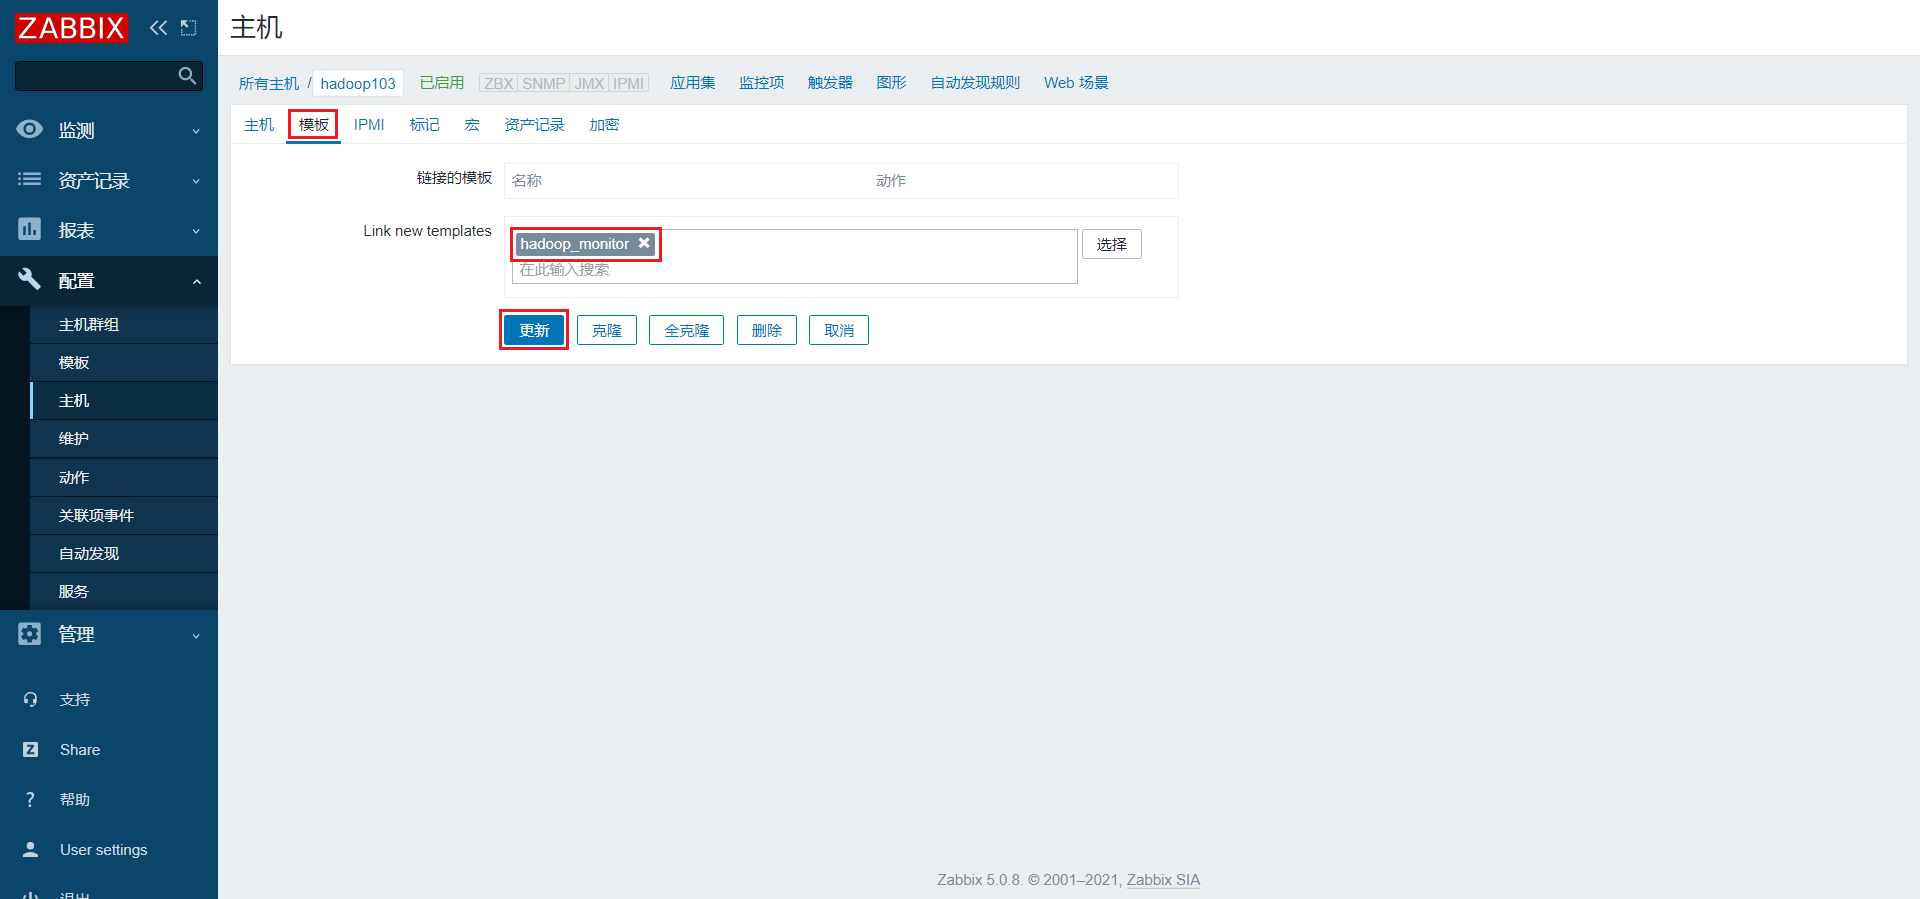 ZABBIX
监测
资产记录
报表
配置
主机群组
模板
主机
维护
动作
关联项事件
自动发现
服务
管理
支持
Share
帮助
User settings
退出
主机
所有主机 / hadoop103 已启用 ZBX SNMP JMX IPMI 应用集 监控项 触发器 图形 自动发现规则 Web 场景
主机 模板 IPMI 标记 宏 资产记录 加密
链接的模板 名称 动作
Link new templates hadoop_monitor 选择
在此输入搜索
更新 克隆 全克隆 删除 取消
Zabbix 5.0.8. © 2001–2021, Zabbix SIA